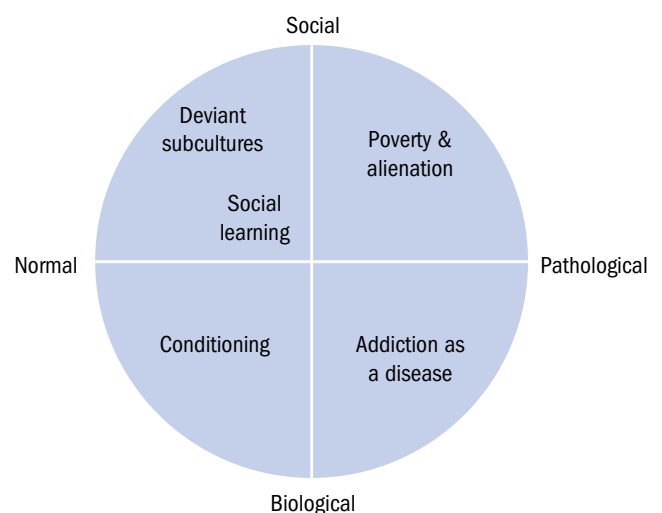 Social
Deviant
subcultures
Poverty &
alienation
Social
learning
Normal
Pathological
Conditioning
Addiction as
a disease
Biological